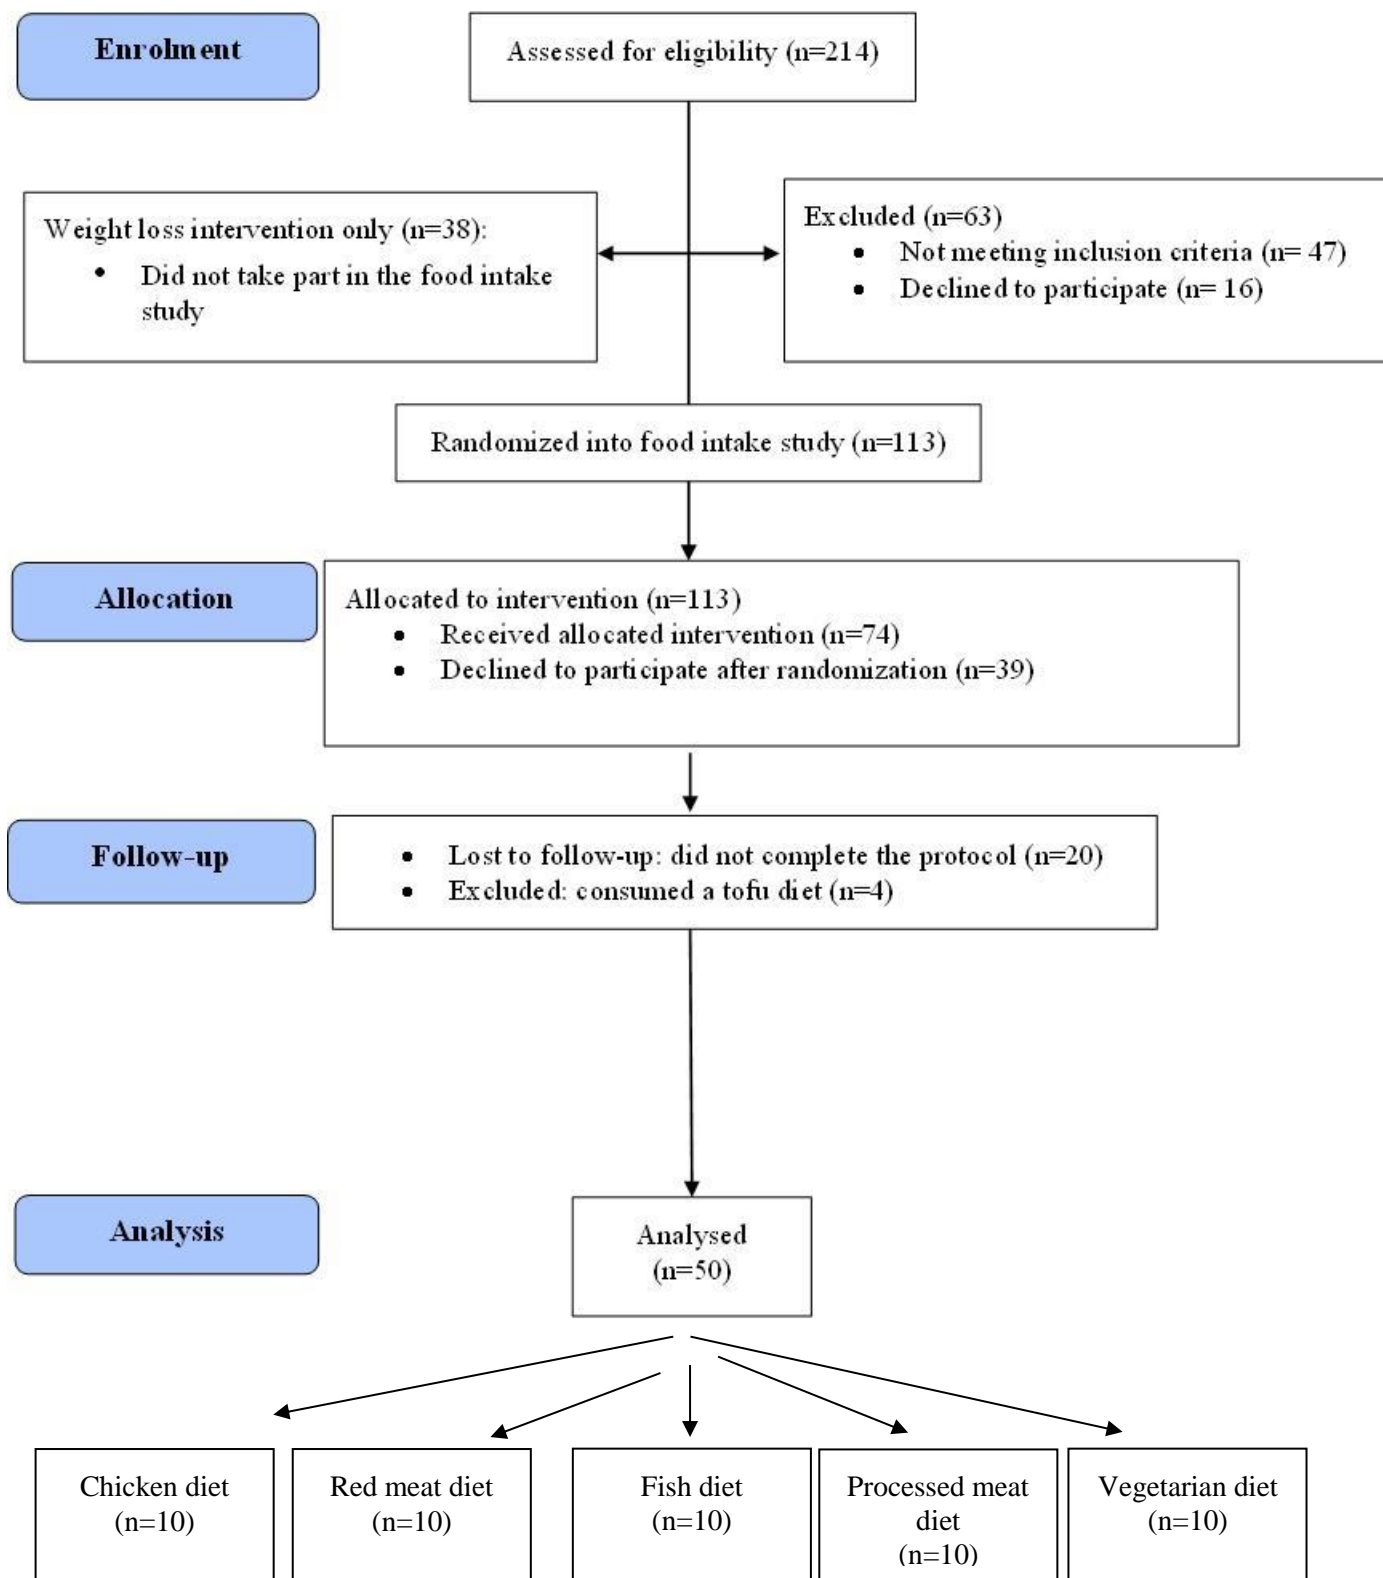 Enrolment
Assessed for eligibility (n=214)
Weight loss intervention only (n=38):
• Did not take part in the food intake
study
Excluded (n=63)
• Not meeting inclusion criteria (n= 47)
• Declined to participate (n= 16)
Randomized into food intake study (n=113)
Allocation
Allocated to intervention (n=113)
• Received allocated intervention (n=74)
• Declined to participate after randomization (n=39)
Follow-up
• Lost to follow-up: did not complete the protocol (n=20)
• Excluded: consumed a tofu diet (n=4)
Analysis
Analysed
(n=50)
Chicken diet
(n=10)
Red meat diet
(n=10)
Fish diet
(n=10)
Processed meat
diet
(n=10)
Vegetarian diet
(n=10)